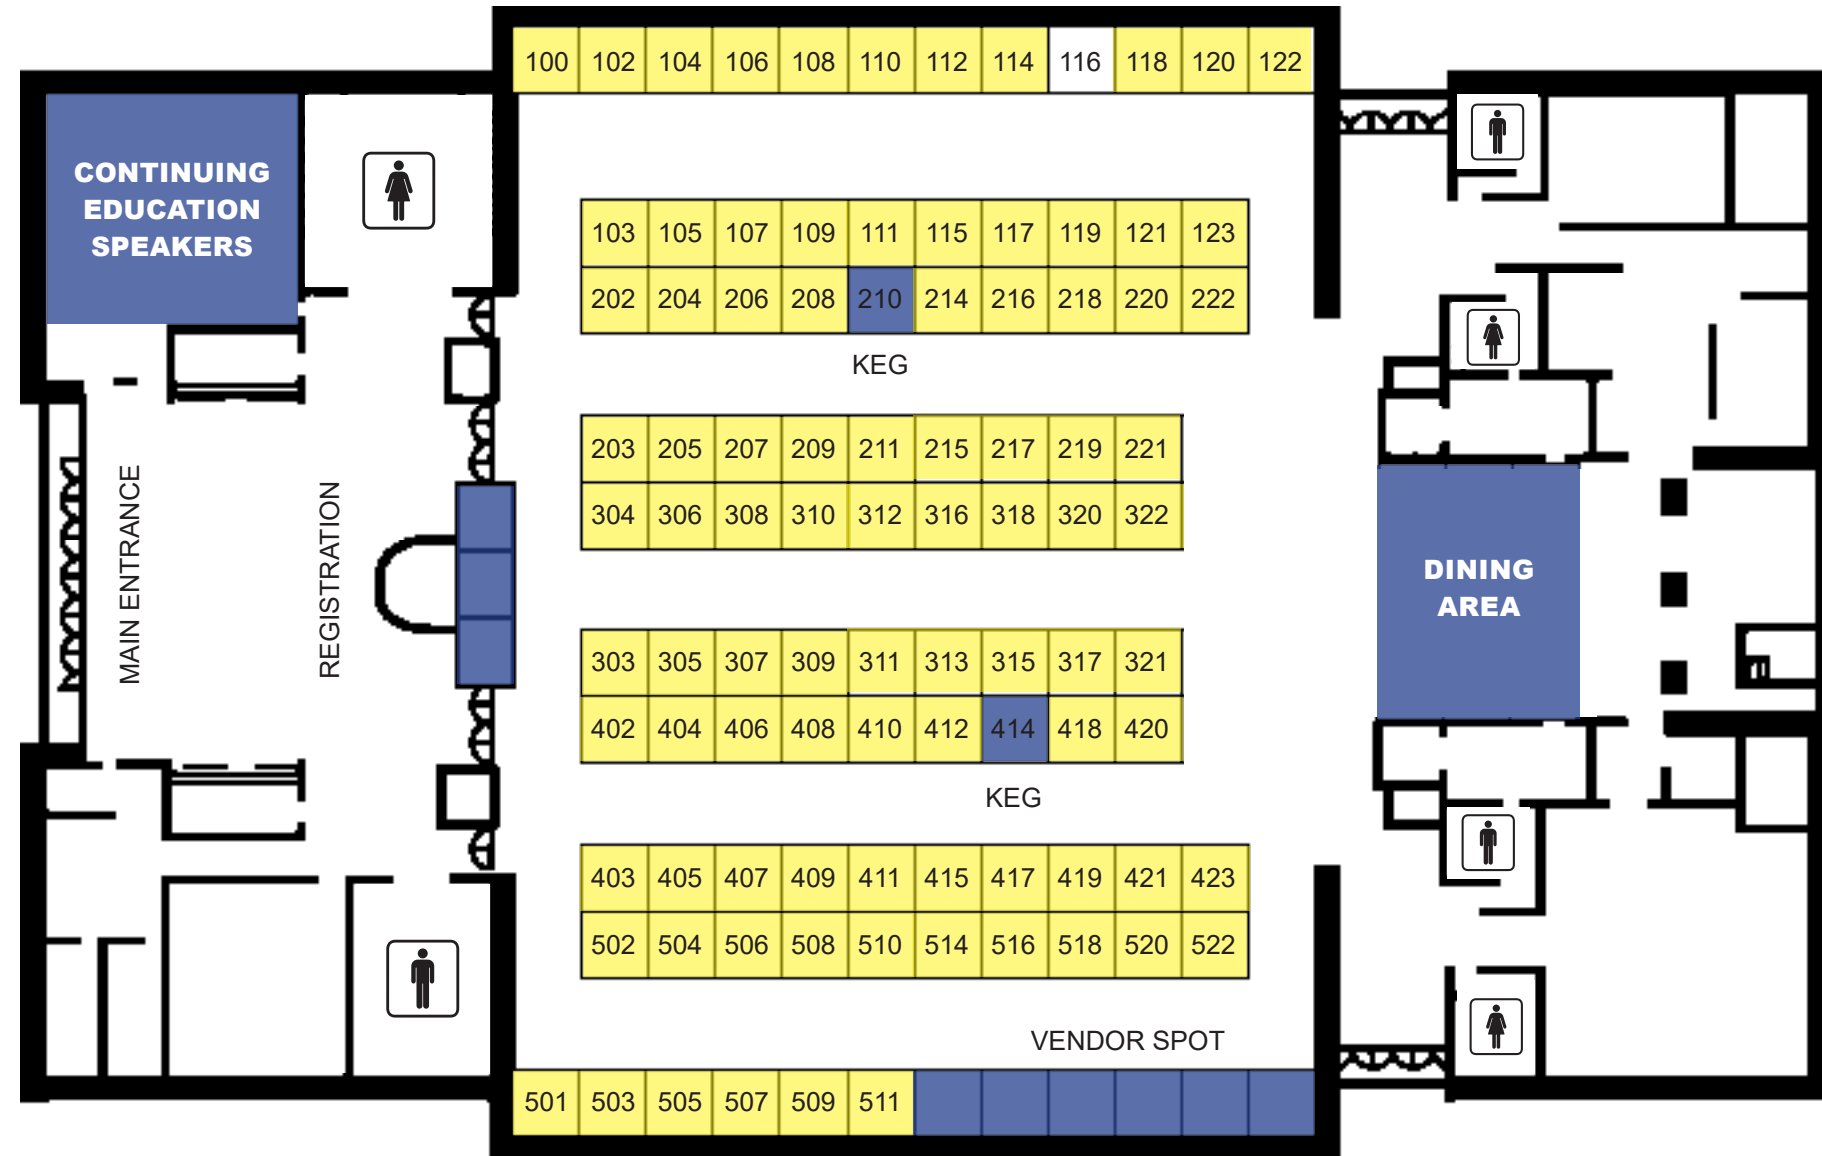 100 102 104 106 108 110 112 114 116 118 120 122
CONTINUING
EDUCATION
SPEAKERS
103 105 107 109 111 115 117 119 121 123
202 204 206 208 210 214 216 218 220 222
KEG
203 205 207 209 211 215 217 219 221
304 306 308 310 312 316 318 320 322
MAIN ENTRANCE
REGISTRATION
DINING
AREA
303 305 307 309 311 313 315 317 321
402 404 406 408 410 412 414 418 420
KEG
403 405 407 409 411 415 417 419 421 423
502 504 506 508 510 514 516 518 520 522
VENDOR SPOT
501 503 505 507 509 511